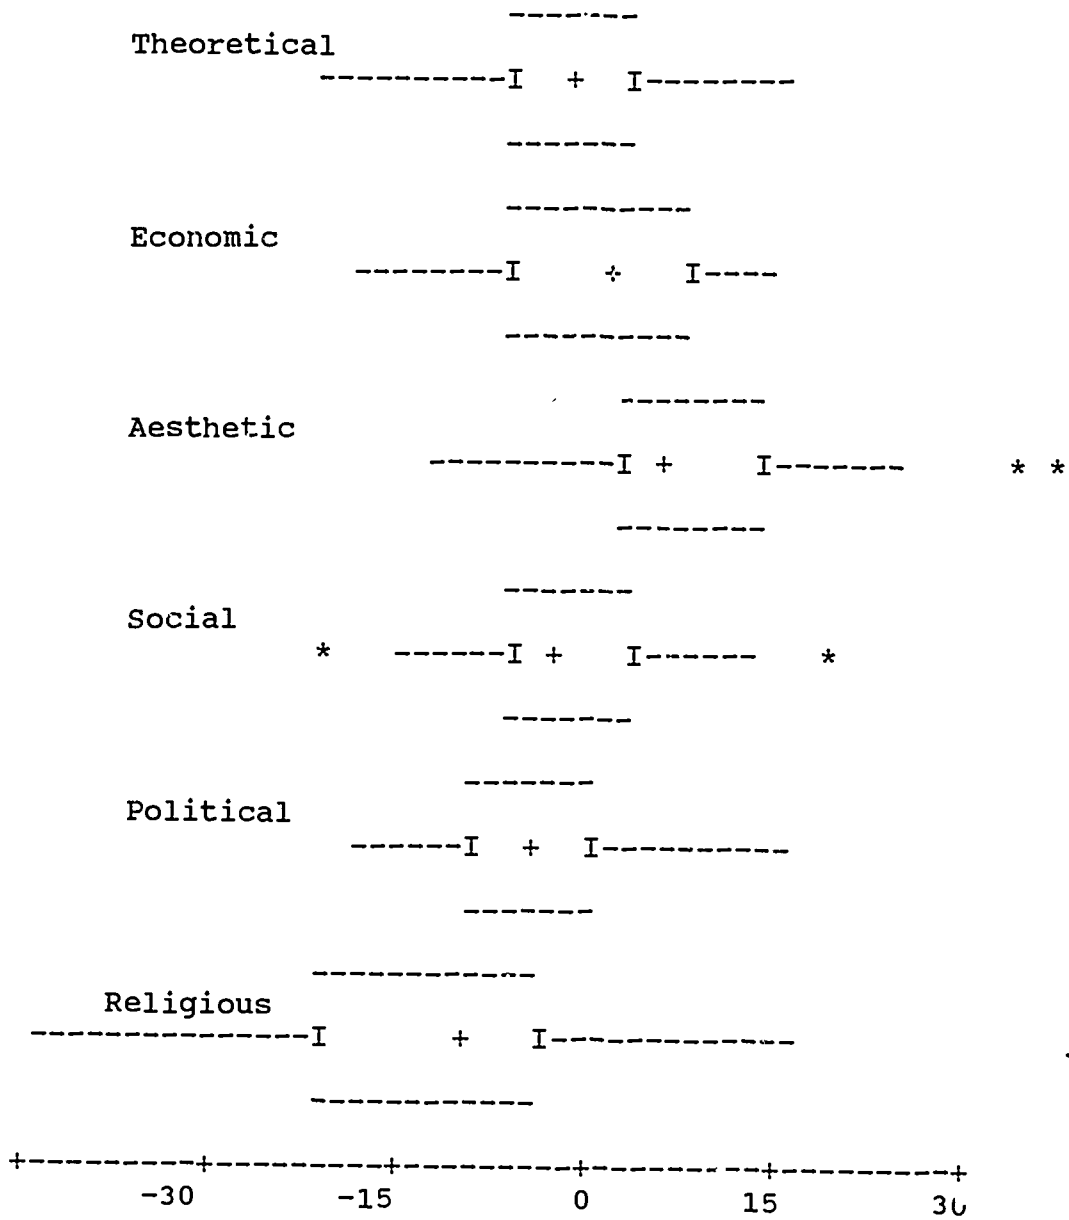 -------
Theoretical
          ----------I  +  I--------
                    -------
                    ----------
Economic
            --------I    +   I----
                    ----------
                          --------
Aesthetic
                ----------I +    I-------      * *
                          --------
                    -------
Social
          *   ------I +   I------   *
                    -------
                  -------
Political
            ------I  +  I----------
                  -------
          ------------
Religious
---------------I       +   I-------------
          ------------
+---------+---------+---------+---------+---------+
-30 -15 0 15 30